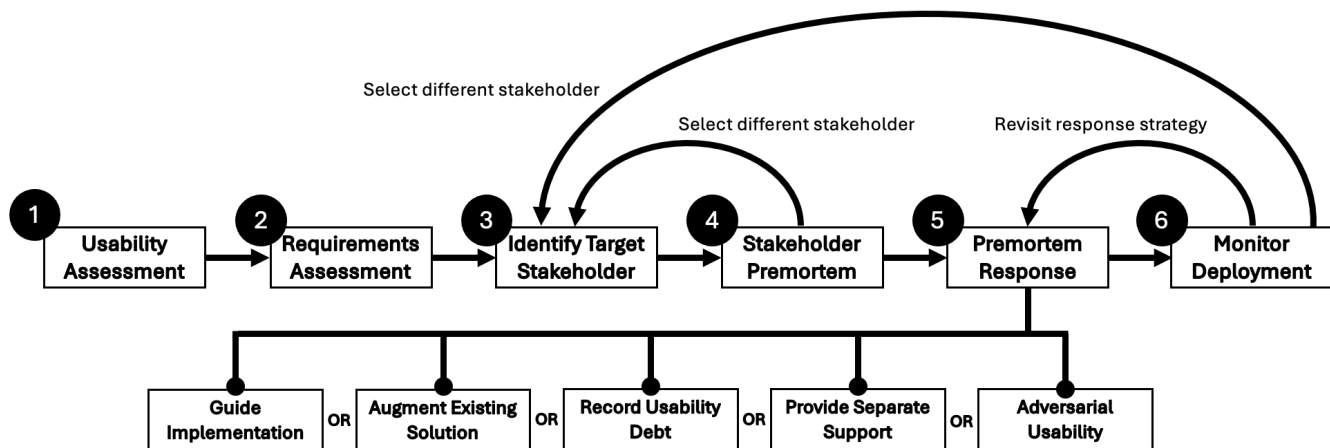 Select different stakeholder
Select different stakeholder
Revisit response strategy
1
Usability
Assessment
2
Requirements
Assessment
3
Identify Target
Stakeholder
4
Stakeholder
Premortem
5
Premortem
Response
6
Monitor
Deployment
Guide
Implementation
OR
Augment Existing
Solution
OR
Record Usability
Debt
OR
Provide Separate
Support
OR
Adversarial
Usability